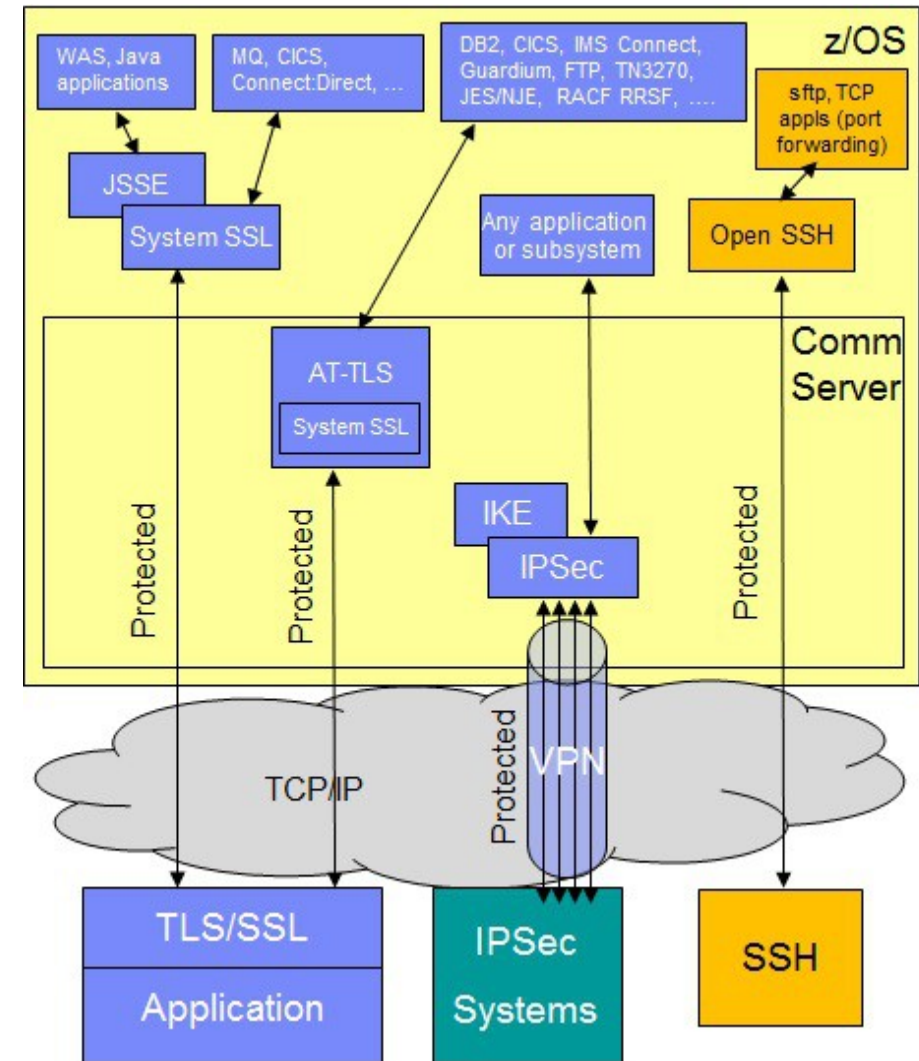 z/OS
WAS, Java
applications
MQ, CICS,
Connect:Direct, ...
DB2, CICS, IMS Connect,
Guardium, FTP, TN3270,
JES/NJE, RACF RRSF, ....
sftp, TCP
appls (port
forwarding)
JSSE
System SSL
Any application
or subsystem
Open SSH
Comm
Server
AT-TLS
System SSL
IKE
IPSec
Protected
Protected
Protected
Protected
VPN
TCP/IP
TLS/SSL
Application
IPSec
Systems
SSH